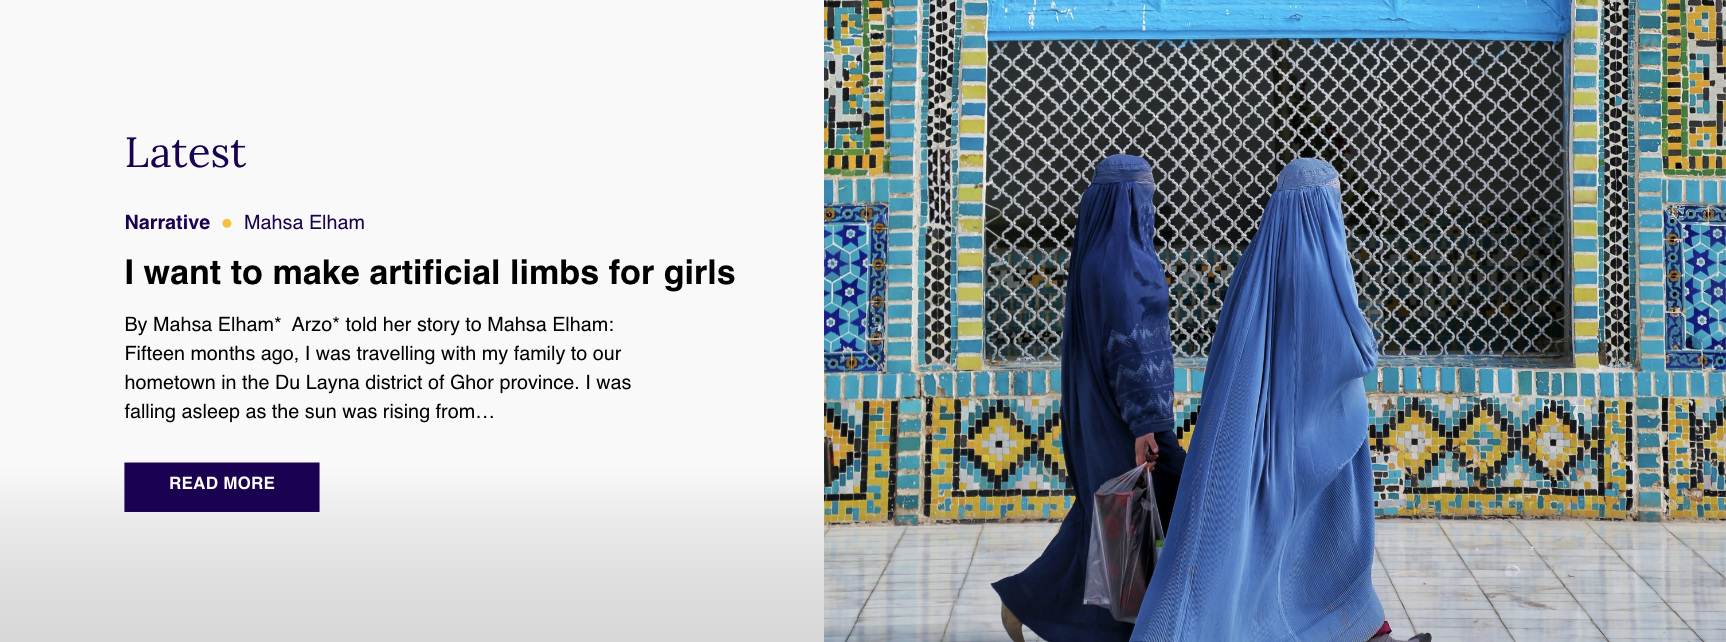 Latest
Narrative • Mahsa Elham
I want to make artificial limbs for girls
By Mahsa Elham*  Arzo* told her story to Mahsa Elham:
Fifteen months ago, I was travelling with my family to our
hometown in the Du Layna district of Ghor province. I was
falling asleep as the sun was rising from…
READ MORE